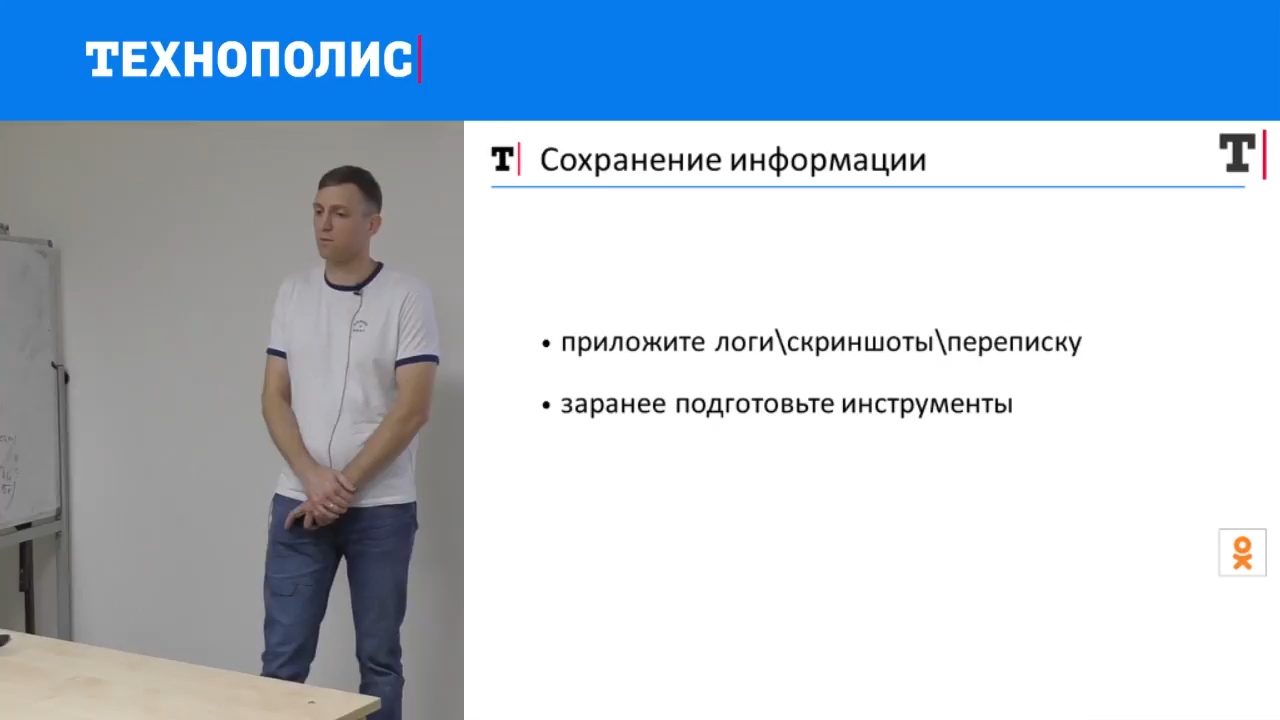 ТЕХНОПОЛИС
Т
Сохранение информации
Т
• приложите логи\скриншоты\переписку
• заранее подготовьте инструменты